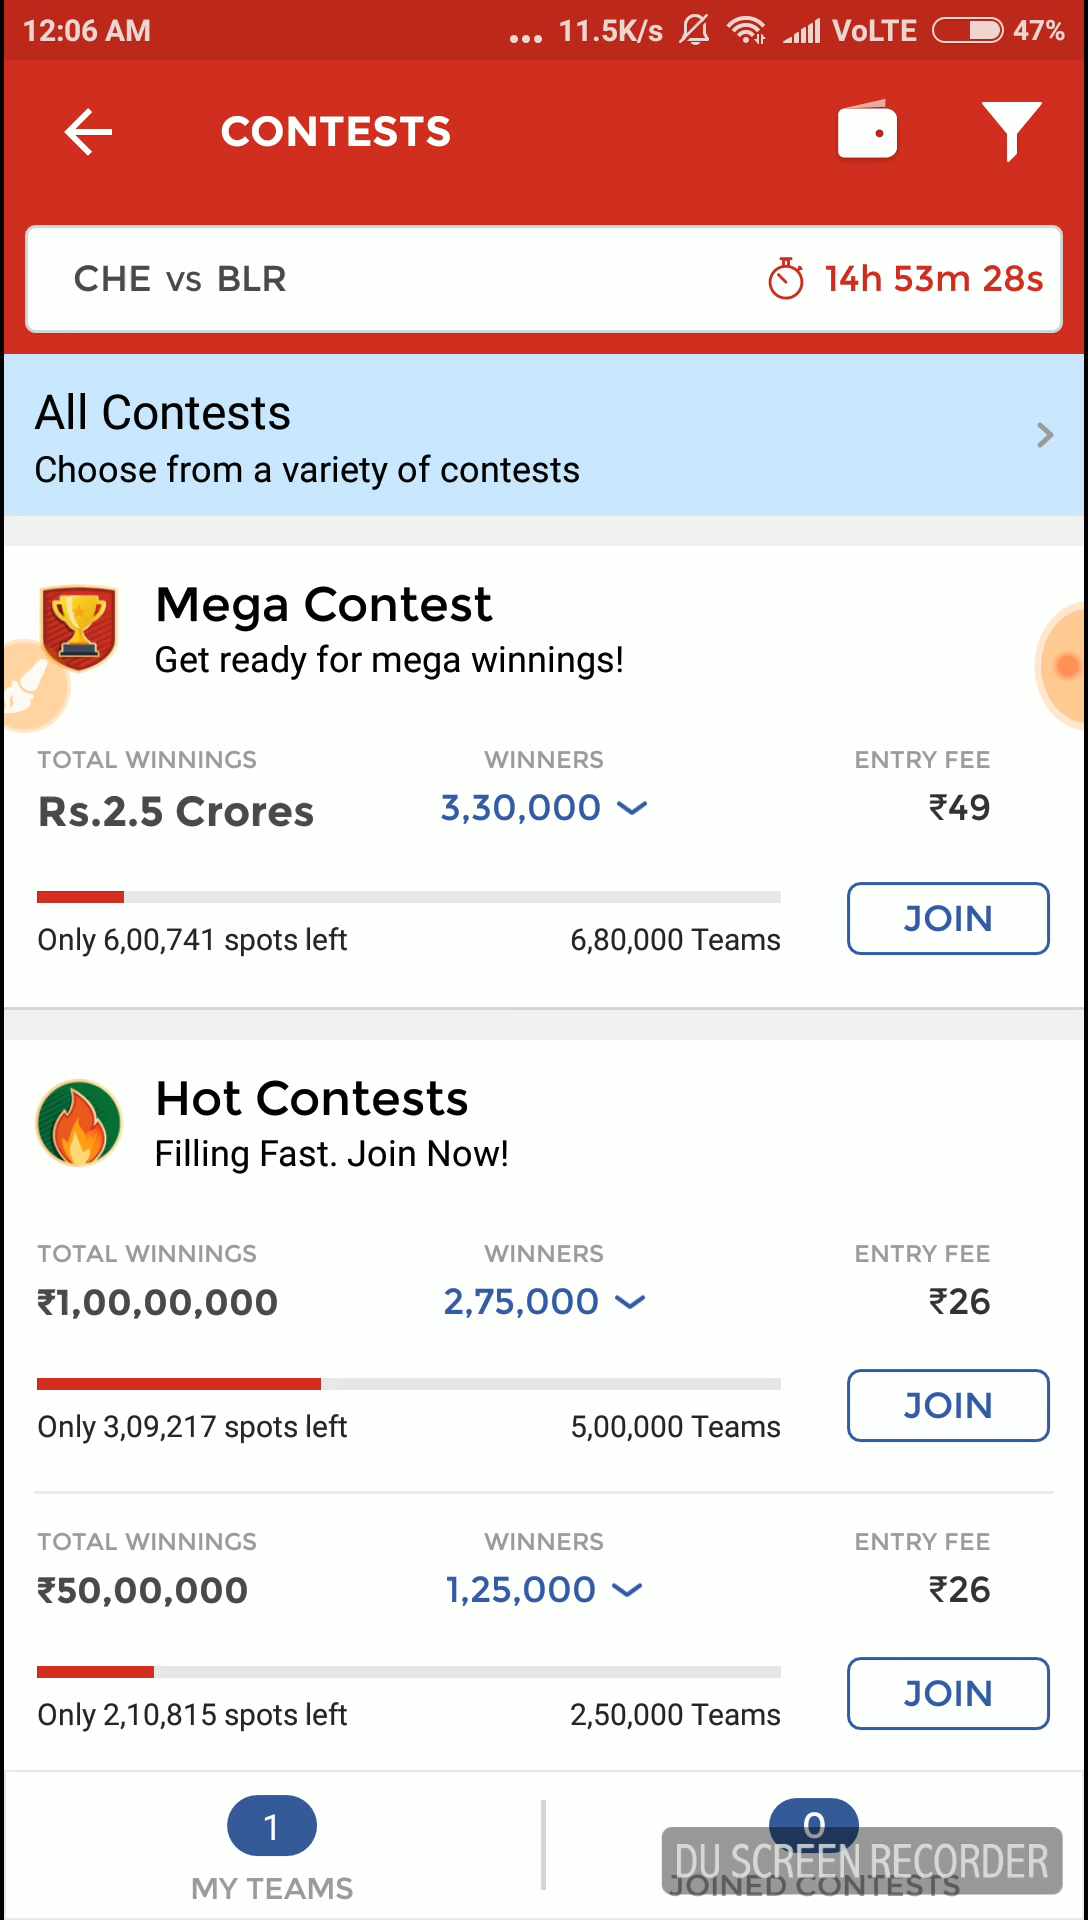 12:06 AM ... 11.5K/s VoLTE 47%
CONTESTS
CHE vs BLR 14h 53m 28s
All Contests
Choose from a variety of contests
Mega Contest
Get ready for mega winnings!
TOTAL WINNINGS WINNERS ENTRY FEE
Rs.2.5 Crores 3,30,000 ₹49
JOIN
Only 6,00,741 spots left 6,80,000 Teams
Hot Contests
Filling Fast. Join Now!
TOTAL WINNINGS WINNERS ENTRY FEE
₹1,00,00,000 2,75,000 ₹26
JOIN
Only 3,09,217 spots left 5,00,000 Teams
TOTAL WINNINGS WINNERS ENTRY FEE
₹50,00,000 1,25,000 ₹26
JOIN
Only 2,10,815 spots left 2,50,000 Teams
1 0
DU SCREEN RECORDER
MY TEAMS JOINED CONTESTS